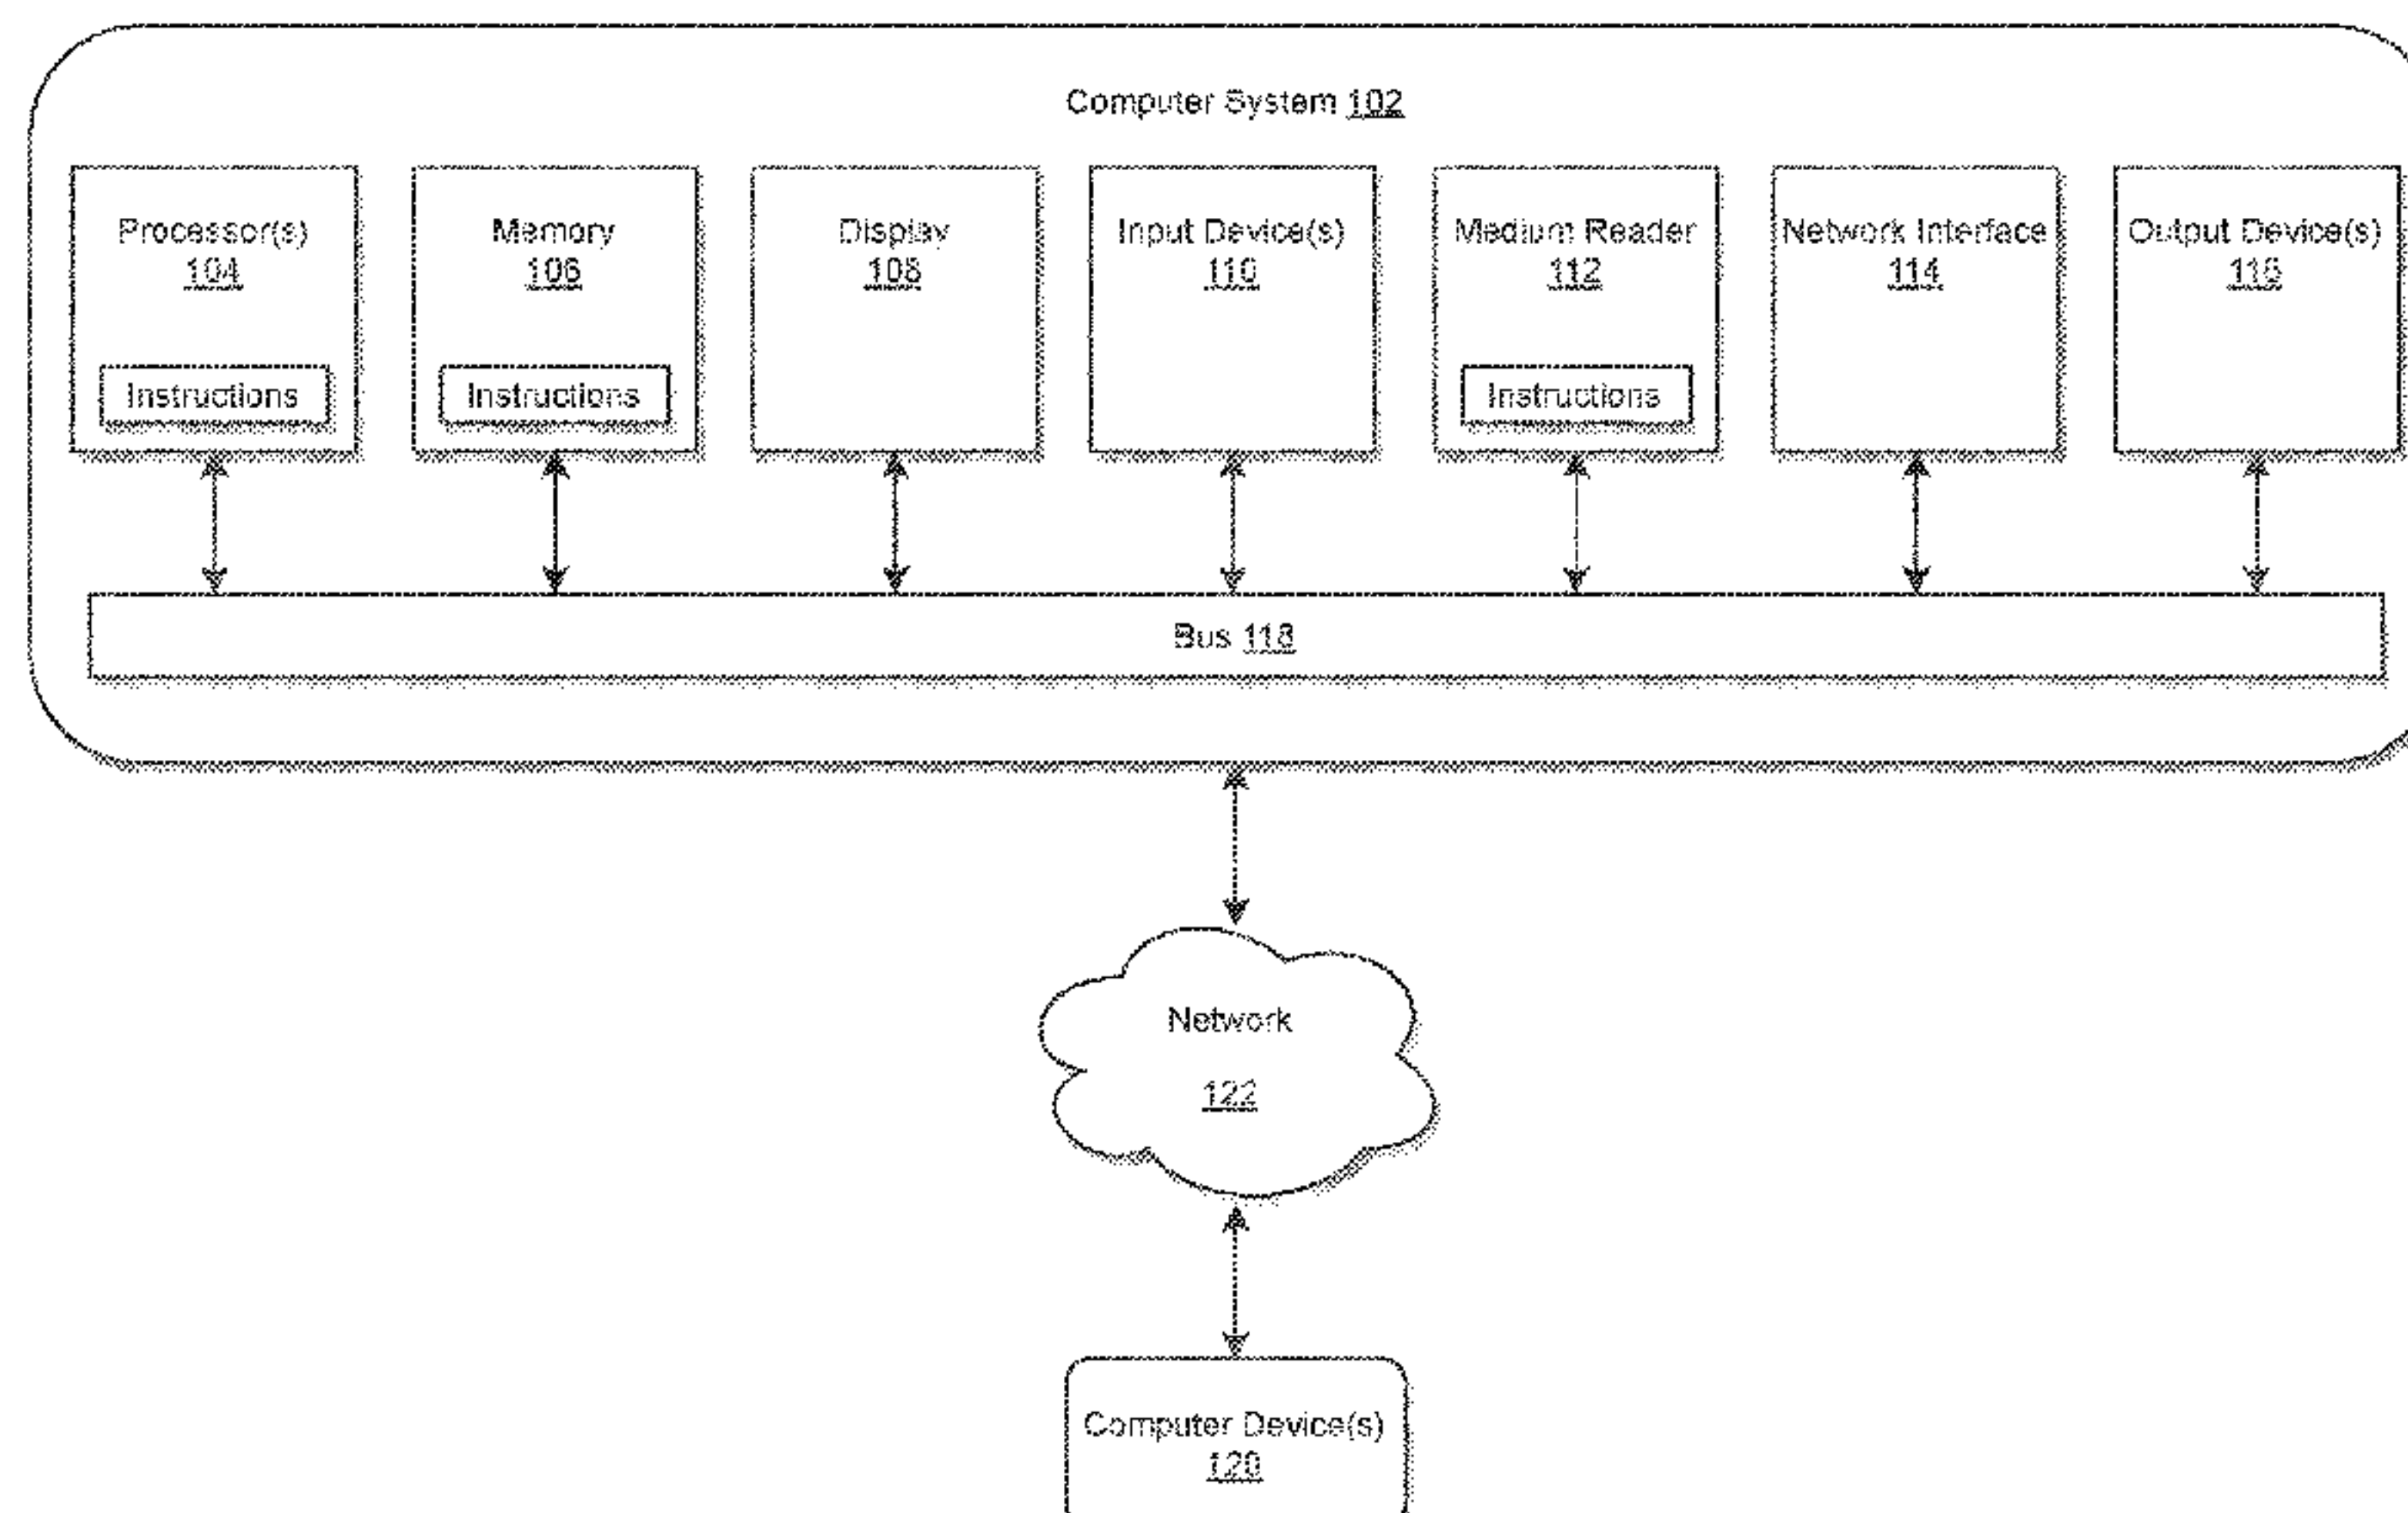 Computer System 102
Processor(s)
104
Instructions
Memory
106
Instructions
Display
108
Input Device(s)
110
Medium Reader
112
Instructions
Network Interface
114
Output Device(s)
116
Bus 118
Network
122
Computer Device(s)
120